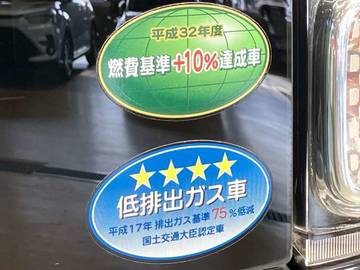 平成32年度
燃費基準+10%達成車
★★★★
低排出ガス車
平成17年 排出ガス基準 75%低減
国土交通大臣認定車